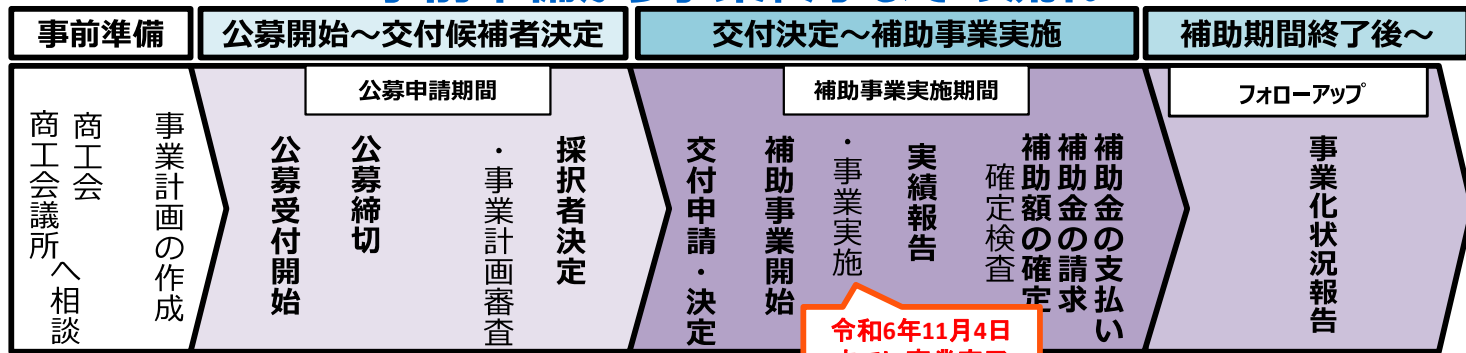 事前準備
公募開始～交付候補者決定
交付決定～補助事業実施
補助期間終了後～
商工会
商工会議所へ相談
事業計画の作成
公募申請期間
公募受付開始
公募締切
・事業計画審査
採択者決定
補助事業実施期間
交付申請・決定
補助事業開始
・事業実施
実績報告
確定検査
補助額の確定
補助金の請求
補助金の支払い
令和6年11月4日
フォローアップ
事業化状況報告